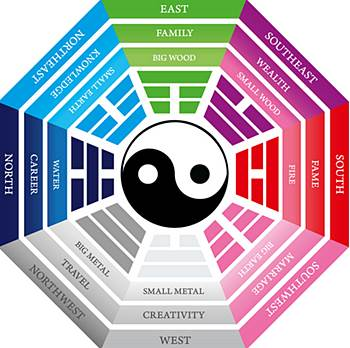 EAST
FAMILY
BIG WOOD
SOUTHEAST
WEALTH
SMALL WOOD
SOUTH
FAME
FIRE
SOUTHWEST
MARRIAGE
BIG EARTH
WEST
CREATIVITY
SMALL METAL
NORTHWEST
TRAVEL
BIG METAL
NORTH
CAREER
WATER
NORTHEAST
KNOWLEDGE
SMALL EARTH